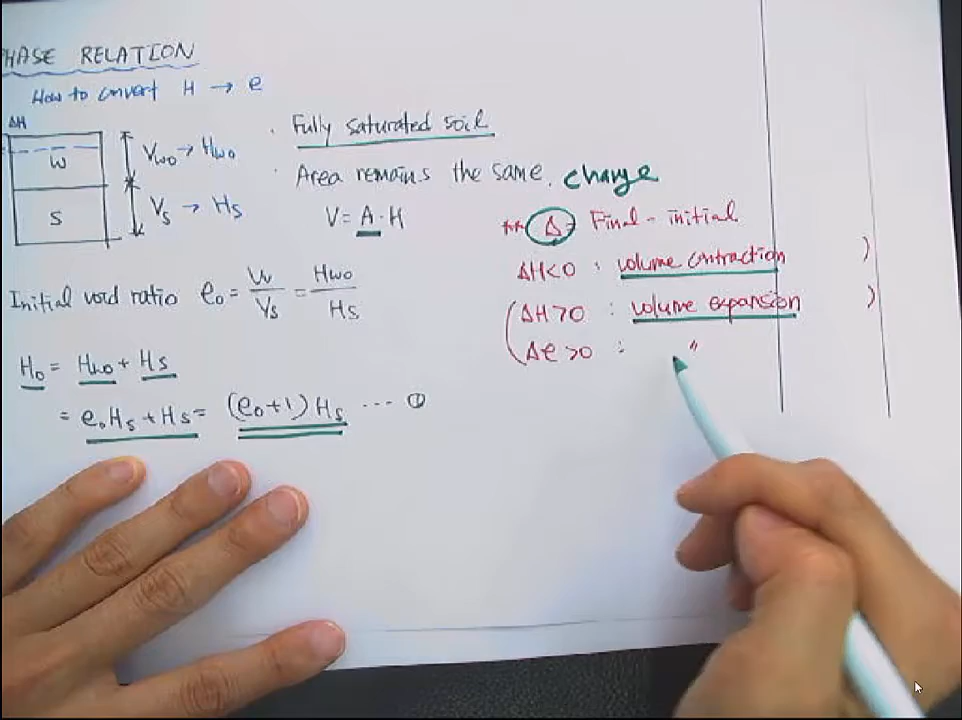 HASE RELATION
How to convert H → e
ΔH
W
S
Vwo → Hwo
Vs → Hs
· Fully saturated soil
· Area remains the same. change
V = A · H
** Δ = Final - initial
ΔH<0 : volume contraction )
(ΔH>0 : volume expansion )
Δe>0 : "
Initial void ratio e₀ = Vv/Vs = Hwo/Hs
H₀ = Hwo + Hs
= e₀Hs + Hs = (e₀+1)Hs ... ①